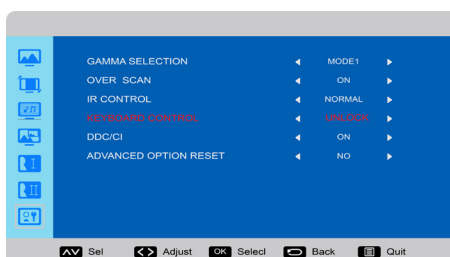 GAMMA SELECTION MODE1
OVER SCAN ON
IR CONTROL NORMAL
KEYBOARD CONTROL UNLOCK
DDC/CI ON
ADVANCED OPTION RESET NO
Sel Adjust OK Selecl Back Quit